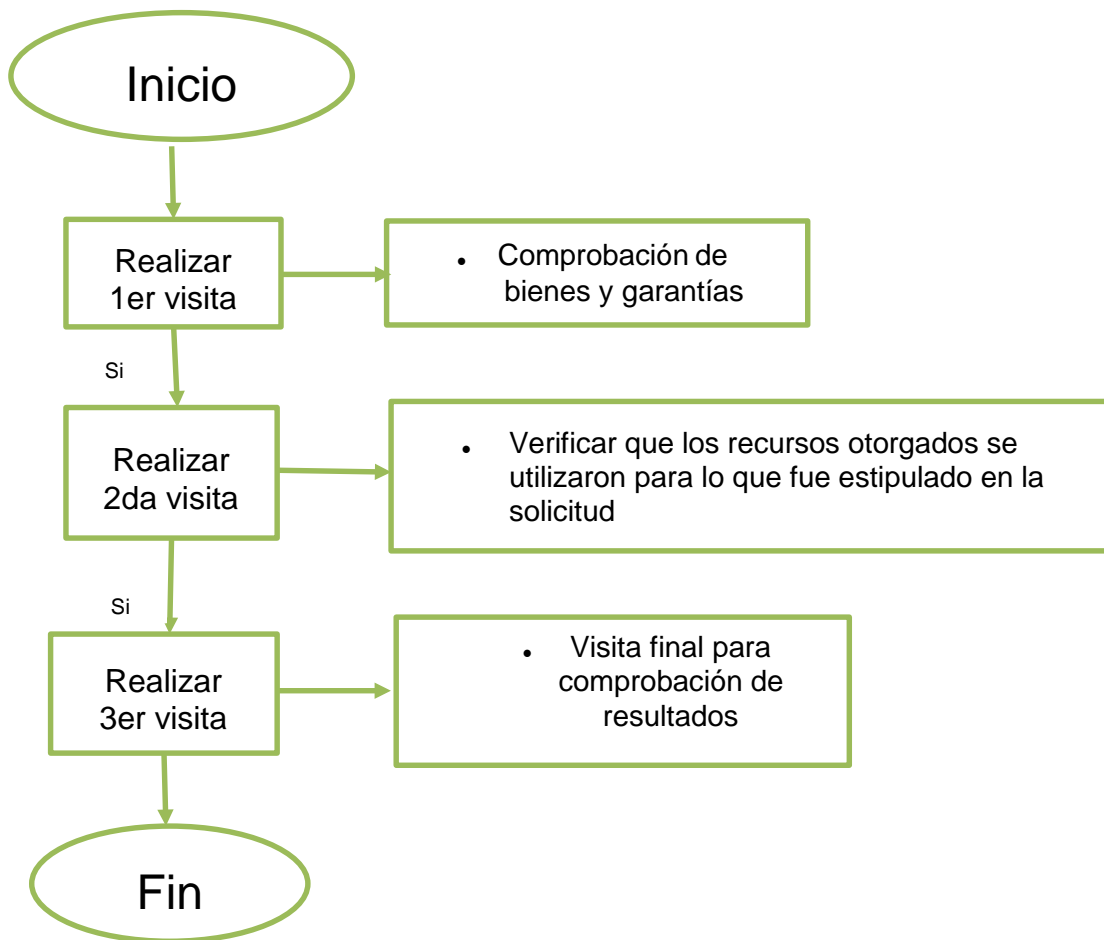 Inicio
Realizar
1er visita
• Comprobación de
bienes y garantías
Si
Realizar
2da visita
• Verificar que los recursos otorgados se
utilizaron para lo que fue estipulado en la
solicitud
Si
Realizar
3er visita
• Visita final para
comprobación de
resultados
Fin